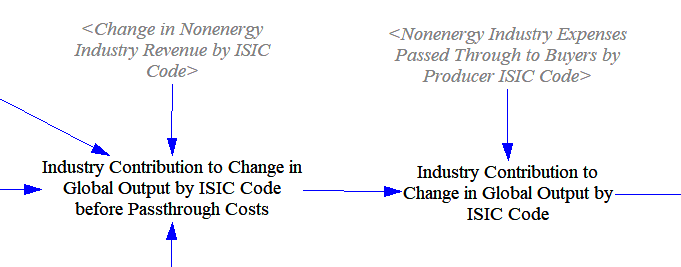 <Change in Nonenergy
Industry Revenue by ISIC
Code>
<Nonenergy Industry Expenses
Passed Through to Buyers by
Producer ISIC Code>
Industry Contribution to Change in
Global Output by ISIC Code
before Passthrough Costs
Industry Contribution to
Change in Global Output by
ISIC Code